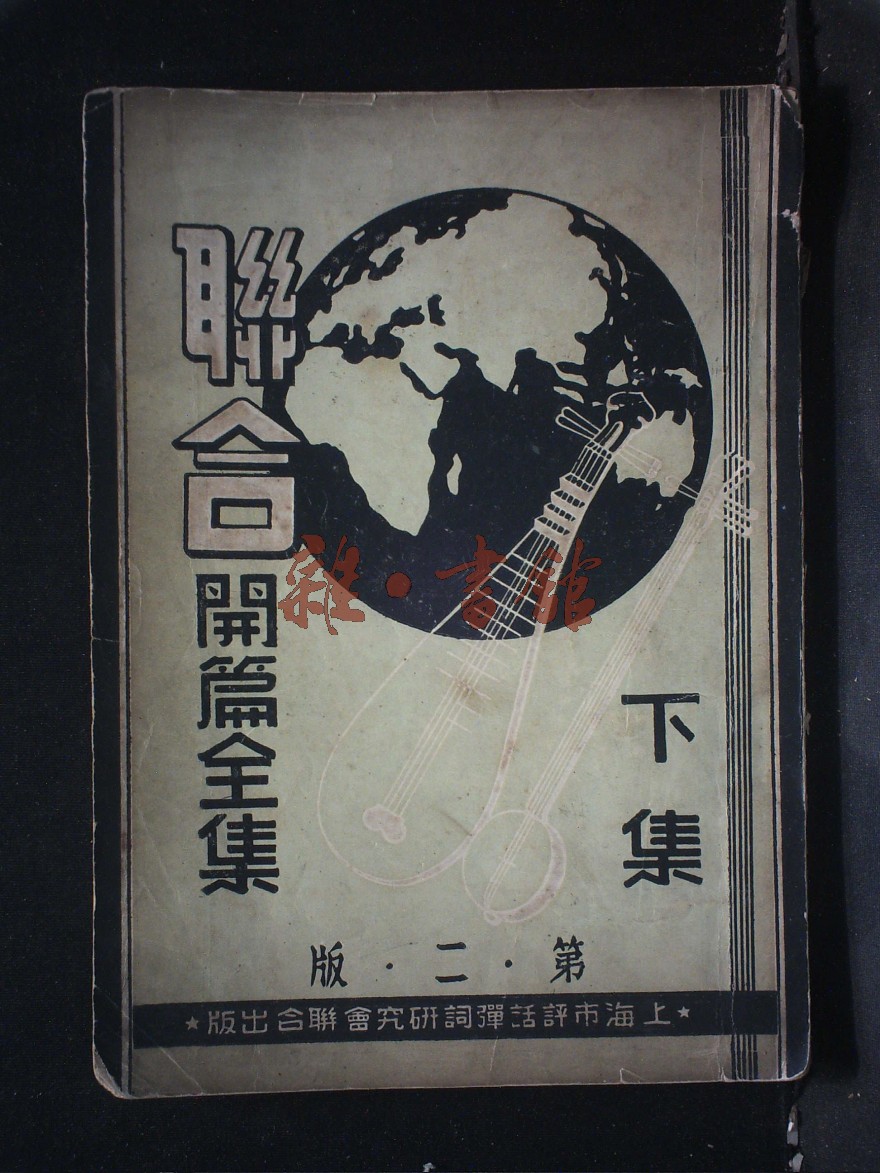 聯合開篇全集
下集
第·二·版
★上海市評話彈詞研究會聯合出版★
雜·書館